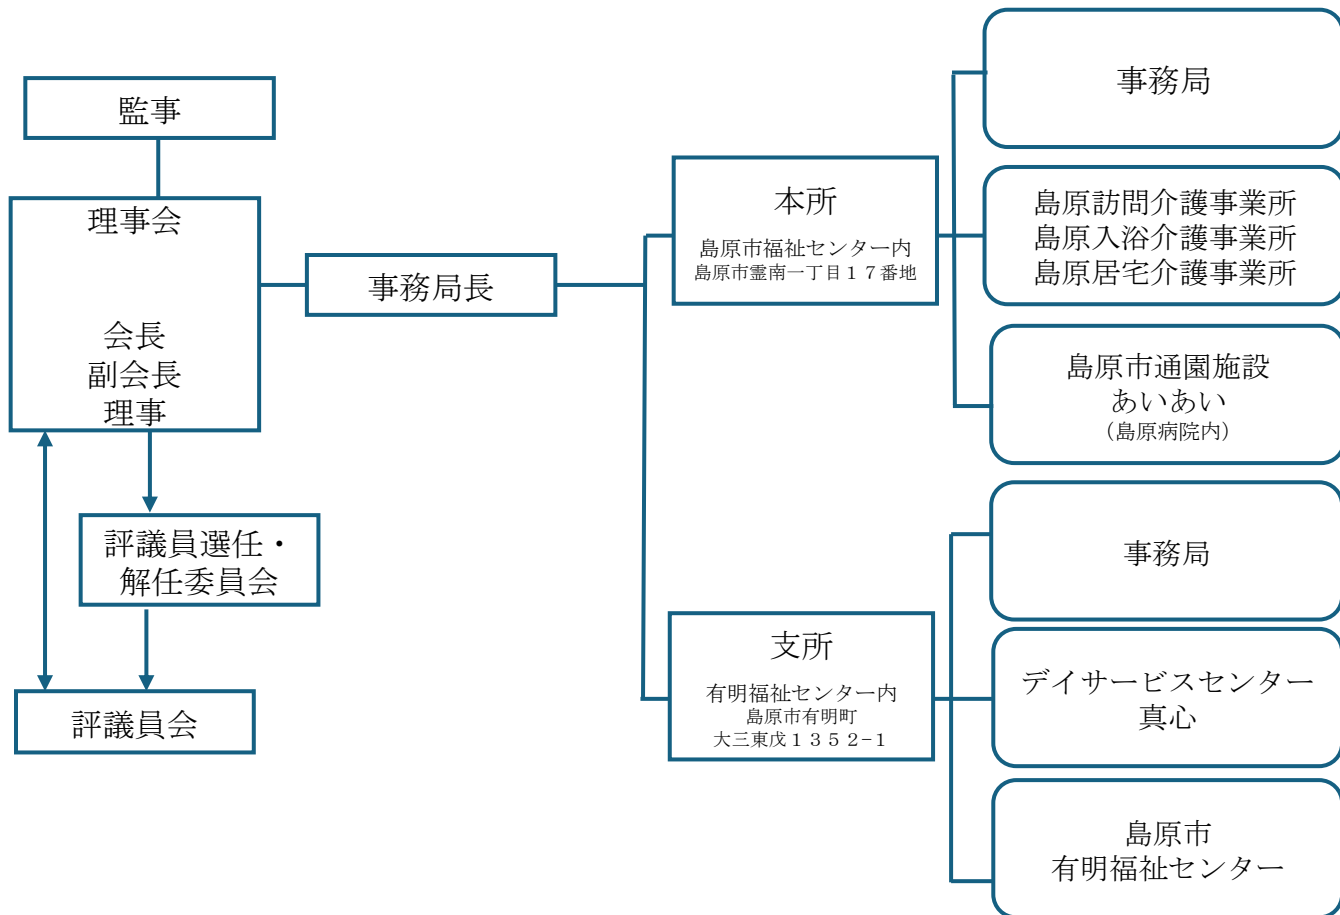 監事
理事会
会長
副会長
理事
評議員選任・
解任委員会
評議員会
事務局長
本所
島原市福祉センター内
島原市霊南一丁目１７番地
支所
有明福祉センター内
島原市有明町
大三東戊１３５２−１
事務局
島原訪問介護事業所
島原入浴介護事業所
島原居宅介護事業所
島原市通園施設
あいあい
（島原病院内）
事務局
デイサービスセンター
真心
島原市
有明福祉センター